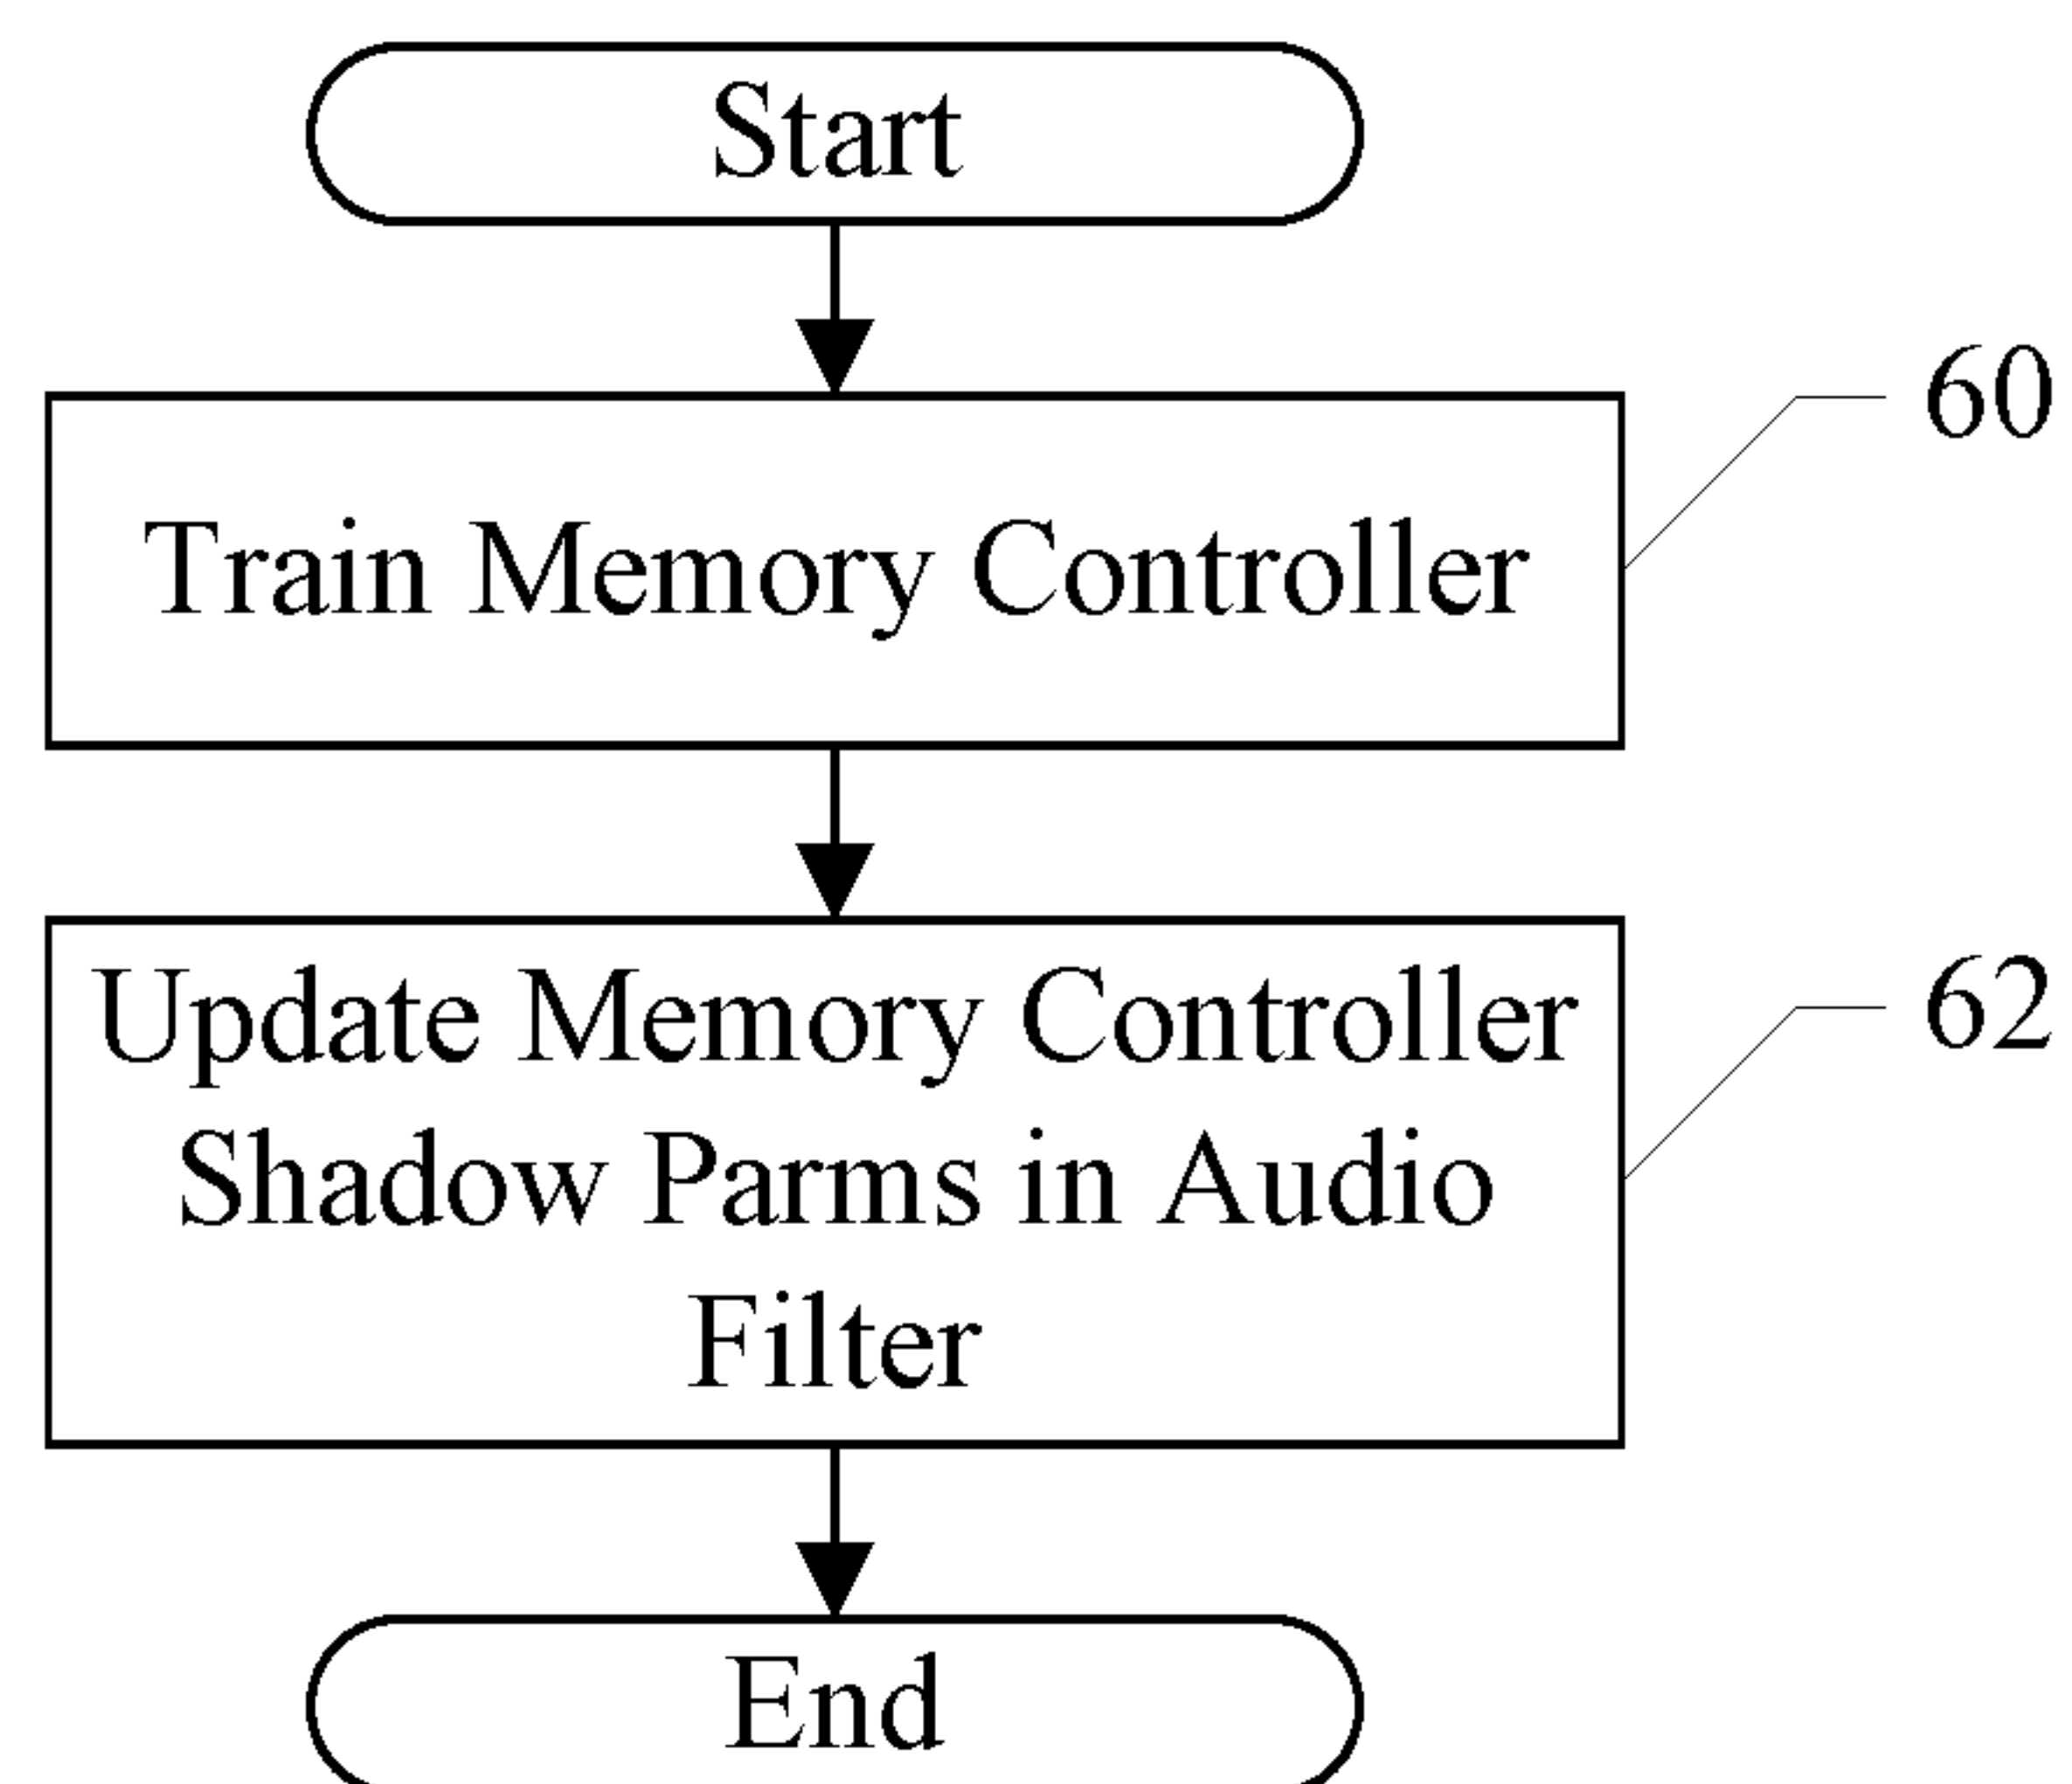 Start
60
Train Memory Controller
62
Update Memory Controller
Shadow Parms in Audio
Filter
End